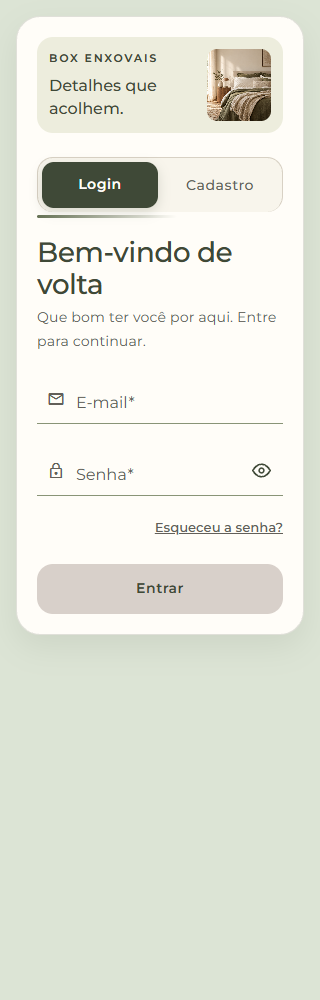 BOX ENXOVAIS
Detalhes que
acolhem.
Login
Cadastro
Bem-vindo de
volta
Que bom ter você por aqui. Entre
para continuar.
E-mail*
Senha*
Esqueceu a senha?
Entrar